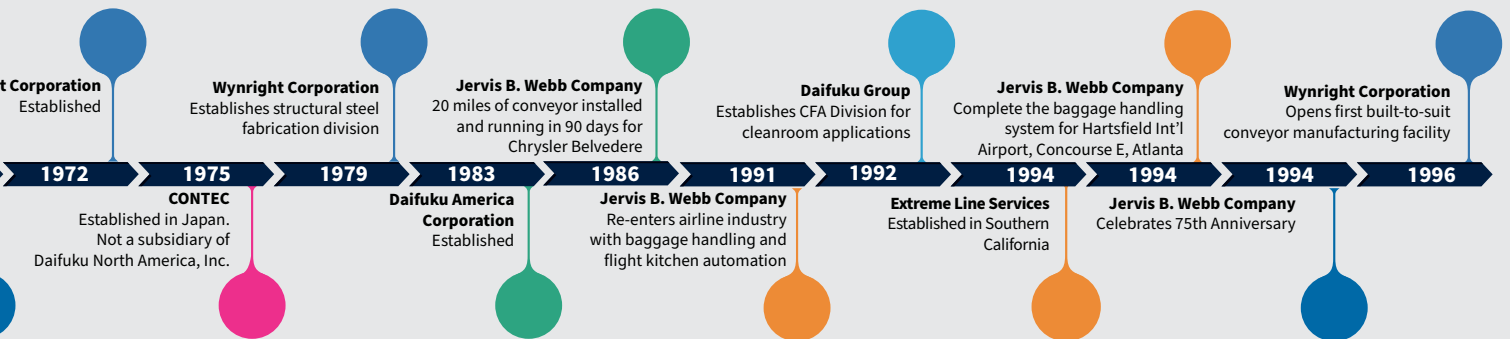 t Corporation
Established
Wynright Corporation
Establishes structural steel
fabrication division
Jervis B. Webb Company
20 miles of conveyor installed
and running in 90 days for
Chrysler Belvedere
Daifuku Group
Establishes CFA Division for
cleanroom applications
Jervis B. Webb Company
Complete the baggage handling
system for Hartsfield Int'l
Airport, Concourse E, Atlanta
Wynright Corporation
Opens first built-to-suit
conveyor manufacturing facility
1972 1975 1979 1983 1986 1991 1992 1994 1994 1994 1996
CONTEC
Established in Japan.
Not a subsidiary of
Daifuku North America, Inc.
Daifuku America
Corporation
Established
Jervis B. Webb Company
Re-enters airline industry
with baggage handling and
flight kitchen automation
Extreme Line Services
Established in Southern
California
Jervis B. Webb Company
Celebrates 75th Anniversary